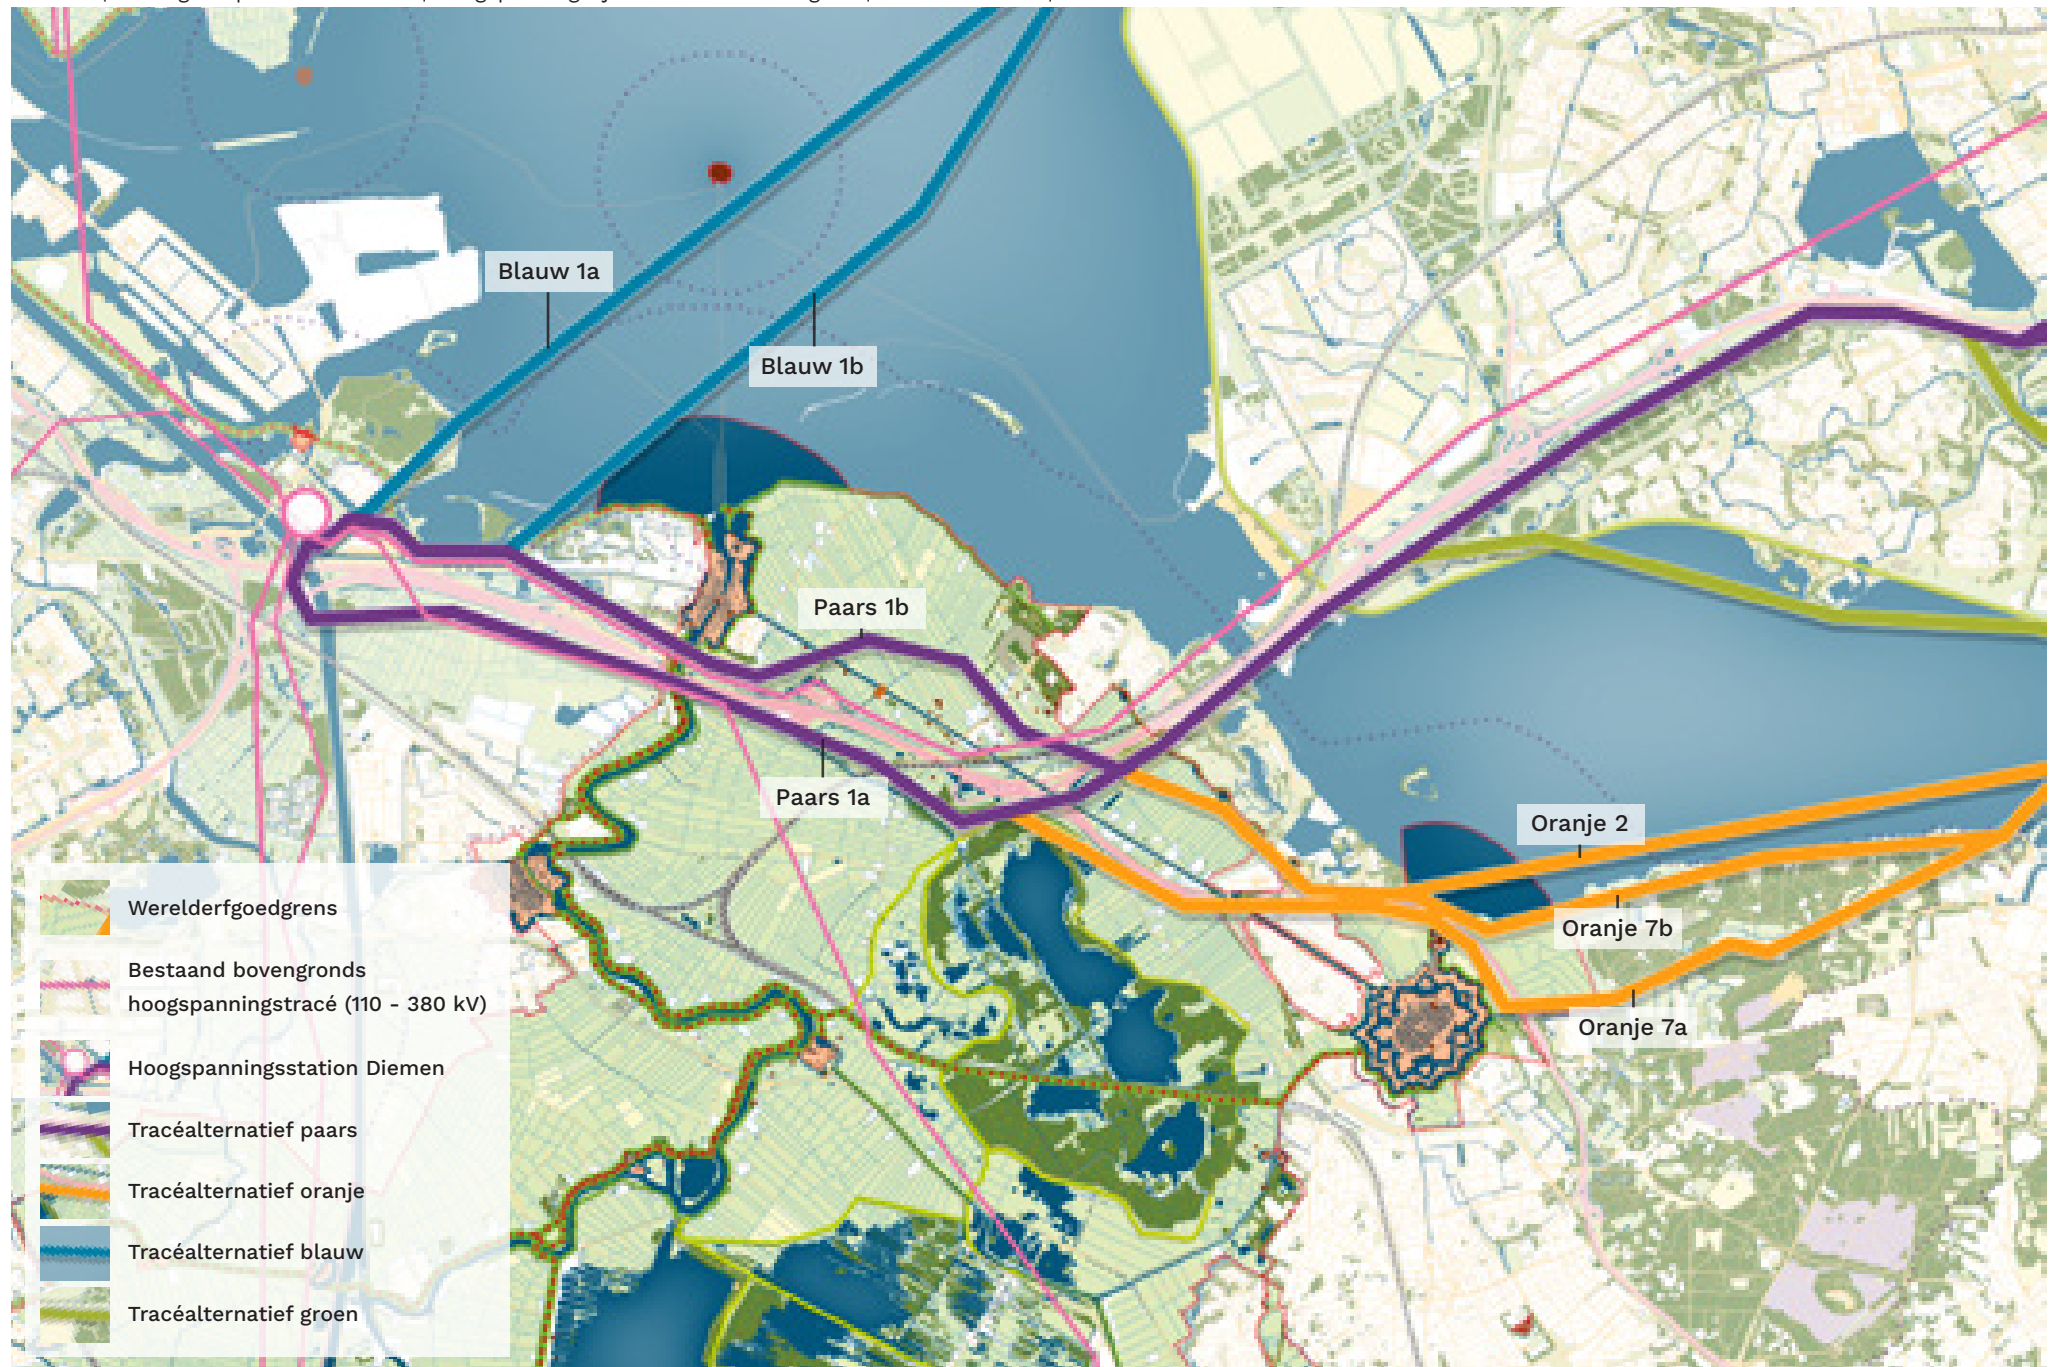 Blauw 1a
Blauw 1b
Paars 1b
Paars 1a
Oranje 2
Oranje 7b
Oranje 7a
Werelderfgoedgrens
Bestaand bovengronds
hoogspanningstracé (110 - 380 kV)
Hoogspanningsstation Diemen
Tracéalternatief paars
Tracéalternatief oranje
Tracéalternatief blauw
Tracéalternatief groen